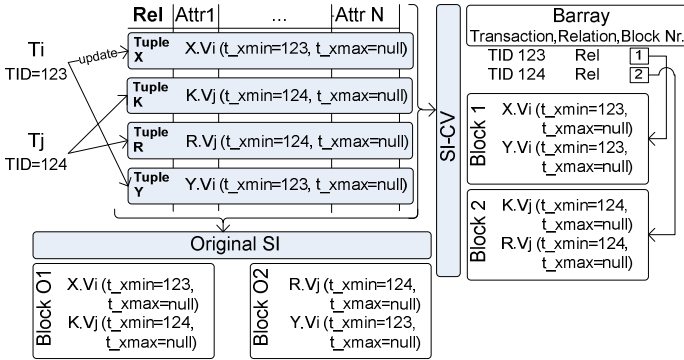 Rel Attr1 ... Attr N
Ti
TID=123
update
Tuple X X.Vi (t_xmin=123, t_xmax=null)
Tuple K K.Vj (t_xmin=124, t_xmax=null)
Tj
TID=124
Tuple R R.Vj (t_xmin=124, t_xmax=null)
Tuple Y Y.Vi (t_xmin=123, t_xmax=null)
SI-CV
Barray
Transaction,Relation,Block Nr.
TID 123 Rel 1
TID 124 Rel 2
Block 1
X.Vi (t_xmin=123,
t_xmax=null)
Y.Vi (t_xmin=123,
t_xmax=null)
Block 2
K.Vj (t_xmin=124,
t_xmax=null)
R.Vj (t_xmin=124,
t_xmax=null)
Original SI
Block O1
X.Vi (t_xmin=123,
t_xmax=null)
K.Vj (t_xmin=124,
t_xmax=null)
Block O2
R.Vj (t_xmin=124,
t_xmax=null)
Y.Vi (t_xmin=123,
t_xmax=null)